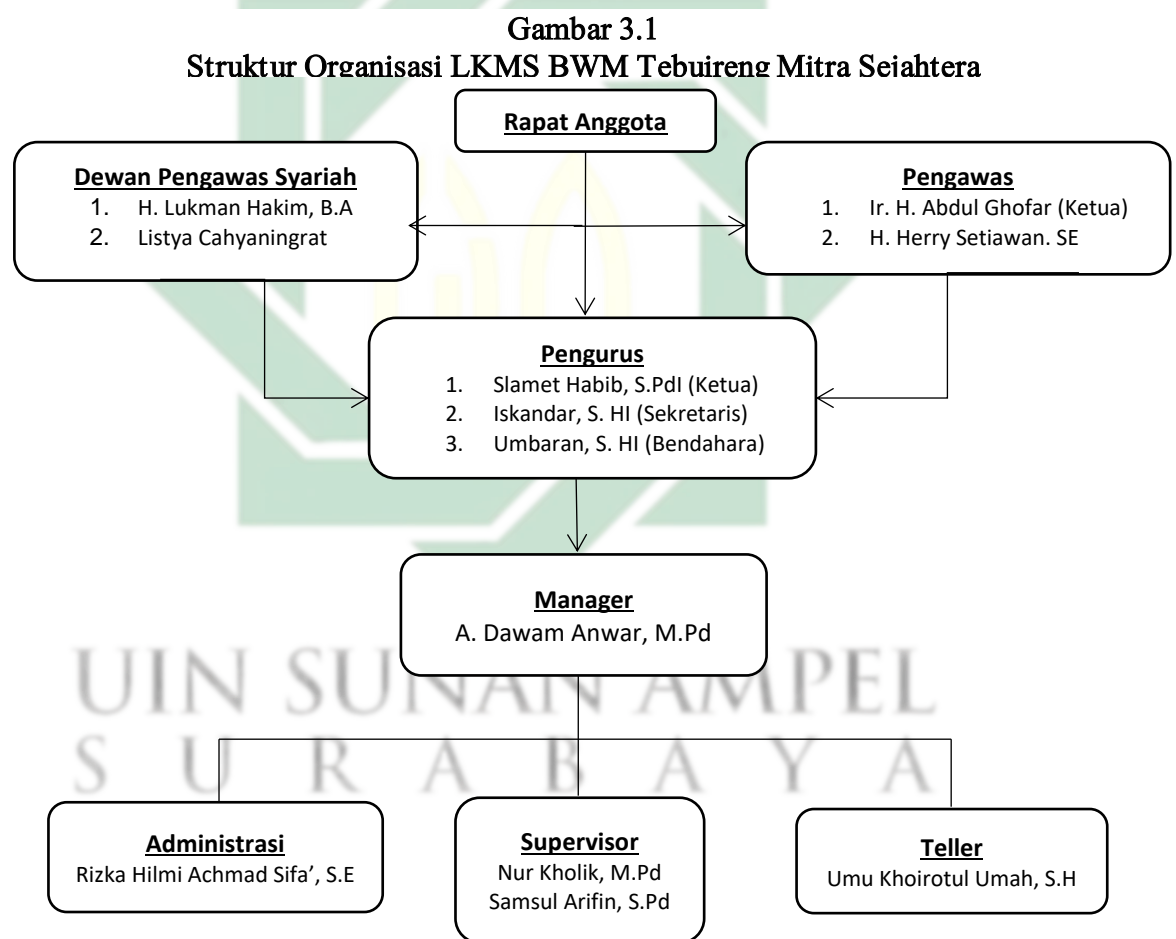 Gambar 3.1
Struktur Organisasi LKMS BWM Tebuireng Mitra Sejahtera
Rapat Anggota
Dewan Pengawas Syariah
1. H. Lukman Hakim, B.A
2. Listya Cahyaningrat
Pengawas
1. Ir. H. Abdul Ghofar (Ketua)
2. H. Herry Setiawan. SE
Pengurus
1. Slamet Habib, S.PdI (Ketua)
2. Iskandar, S. HI (Sekretaris)
3. Umbaran, S. HI (Bendahara)
Manager
A. Dawam Anwar, M.Pd
UIN SUNAN AMPEL
SURABAYA
Administrasi
Rizka Hilmi Achmad Sifa’, S.E
Supervisor
Nur Kholik, M.Pd
Samsul Arifin, S.Pd
Teller
Umu Khoirotul Umah, S.H